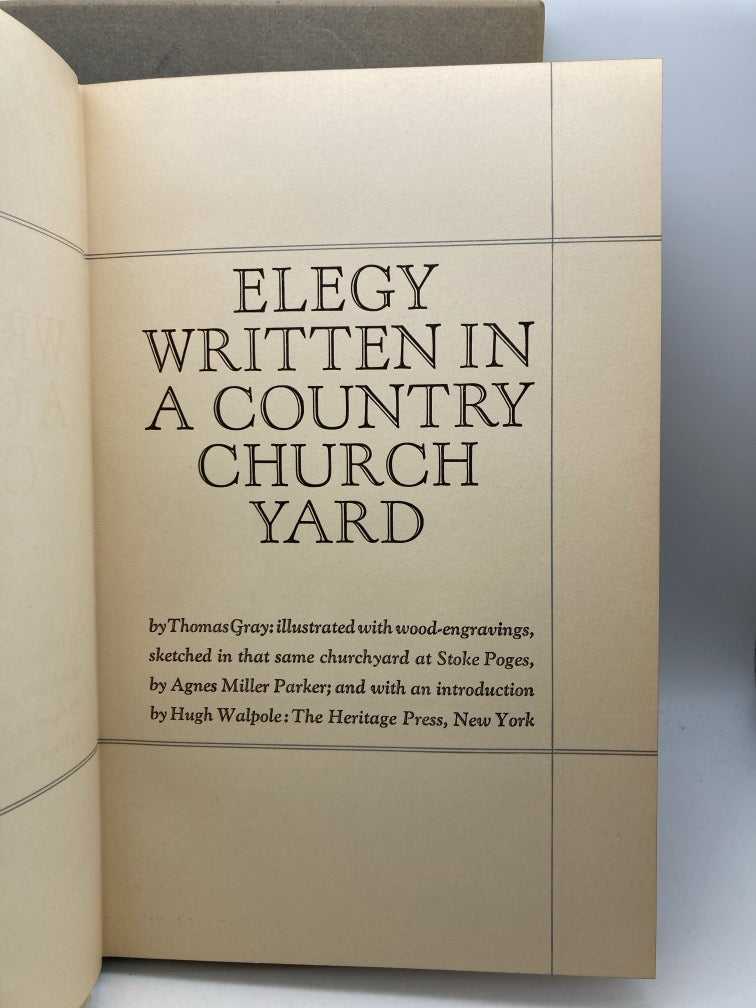 ELEGY
WRITTEN IN
A COUNTRY
CHURCH
YARD
by Thomas Gray: illustrated with wood-engravings,
sketched in that same churchyard at Stoke Poges,
by Agnes Miller Parker; and with an introduction
by Hugh Walpole: The Heritage Press, New York